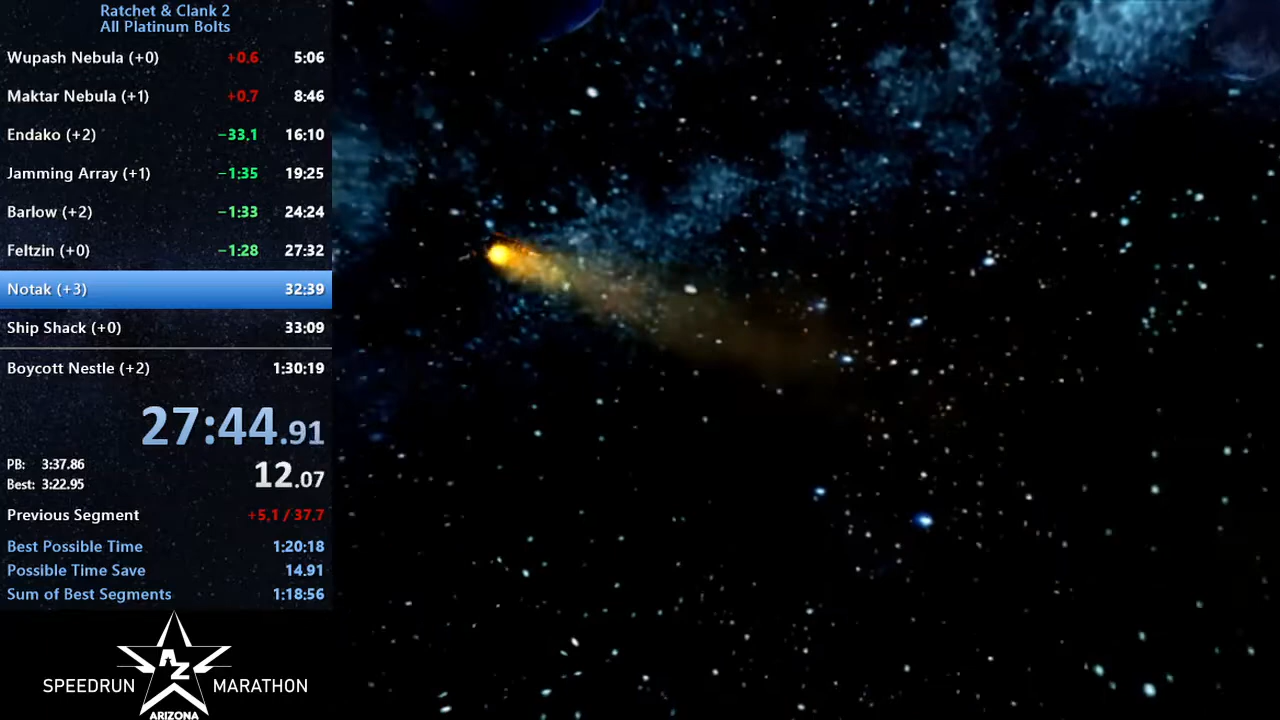 Ratchet & Clank 2
All Platinum Bolts
Wupash Nebula (+0) +0.6 5:06
Maktar Nebula (+1) +0.7 8:46
Endako (+2) −33.1 16:10
Jamming Array (+1) −1:35 19:25
Barlow (+2) −1:33 24:24
Feltzin (+0) −1:28 27:32
Notak (+3) 32:39
Ship Shack (+0) 33:09
Boycott Nestle (+2) 1:30:19
27:44.91
PB: 3:37.86
Best: 3:22.95
12.07
Previous Segment +5.1 / 37.7
Best Possible Time 1:20:18
Possible Time Save 14.91
Sum of Best Segments 1:18:56
AZ
SPEEDRUN MARATHON
ARIZONA